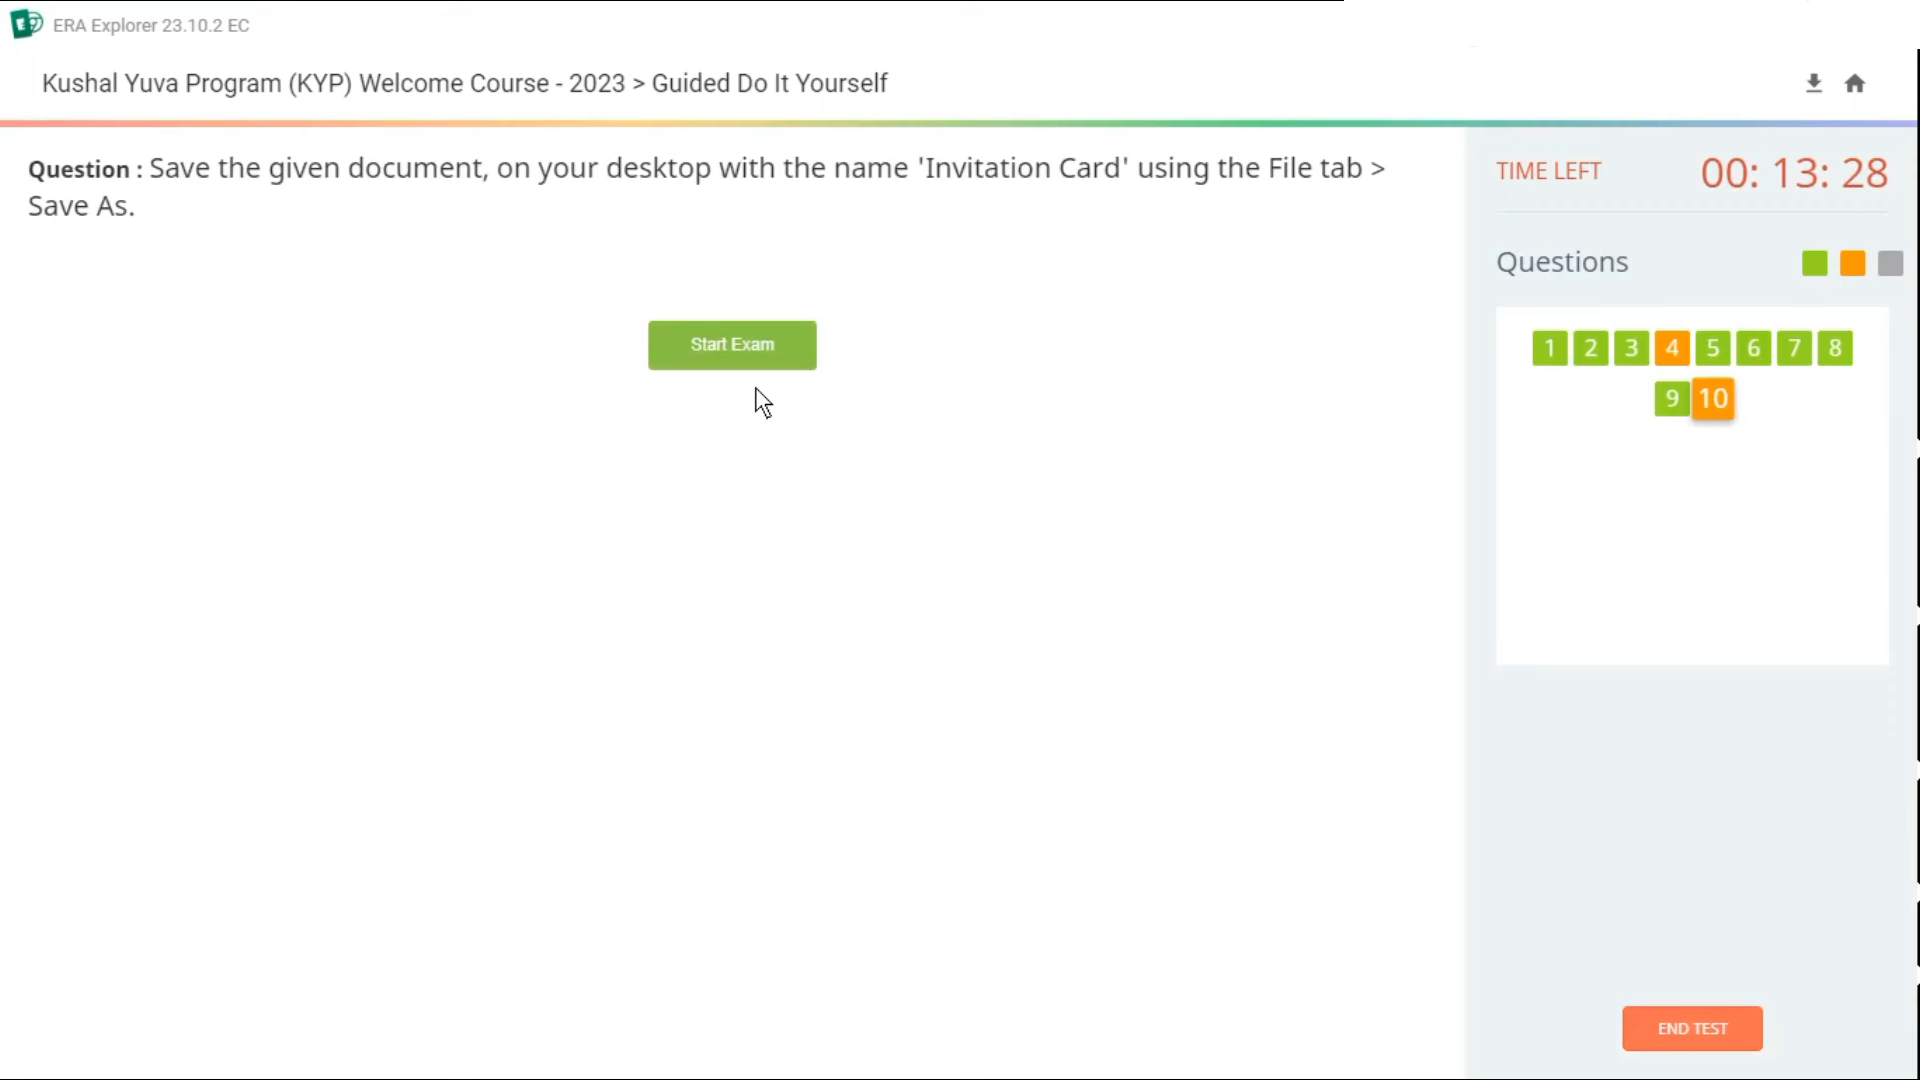 ERA Explorer 23.10.2 EC
Kushal Yuva Program (KYP) Welcome Course - 2023 > Guided Do It Yourself
Question : Save the given document, on your desktop with the name 'Invitation Card' using the File tab >
Save As.
Start Exam
TIME LEFT 00: 13: 28
Questions
1 2 3 4 5 6 7 8
9 10
END TEST